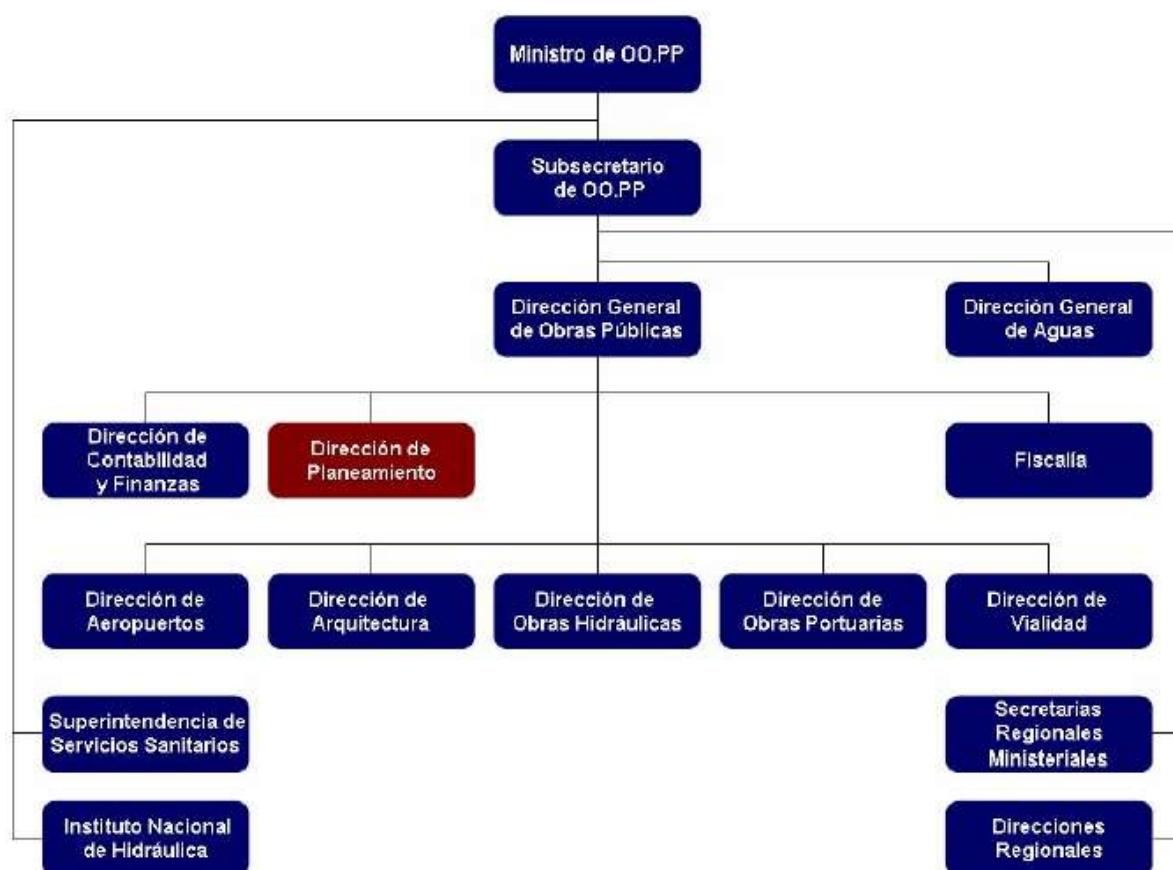 Ministro de OO.PP
Subsecretario
de OO.PP
Dirección General
de Obras Públicas
Dirección General
de Aguas
Dirección de
Contabilidad
y Finanzas
Dirección de
Planeamiento
Fiscalía
Dirección de
Aeropuertos
Dirección de
Arquitectura
Dirección de
Obras Hidráulicas
Dirección de
Obras Portuarias
Dirección de
Vialidad
Superintendencia de
Servicios Sanitarios
Secretarias
Regionales
Ministeriales
Instituto Nacional
de Hidráulica
Direcciones
Regionales